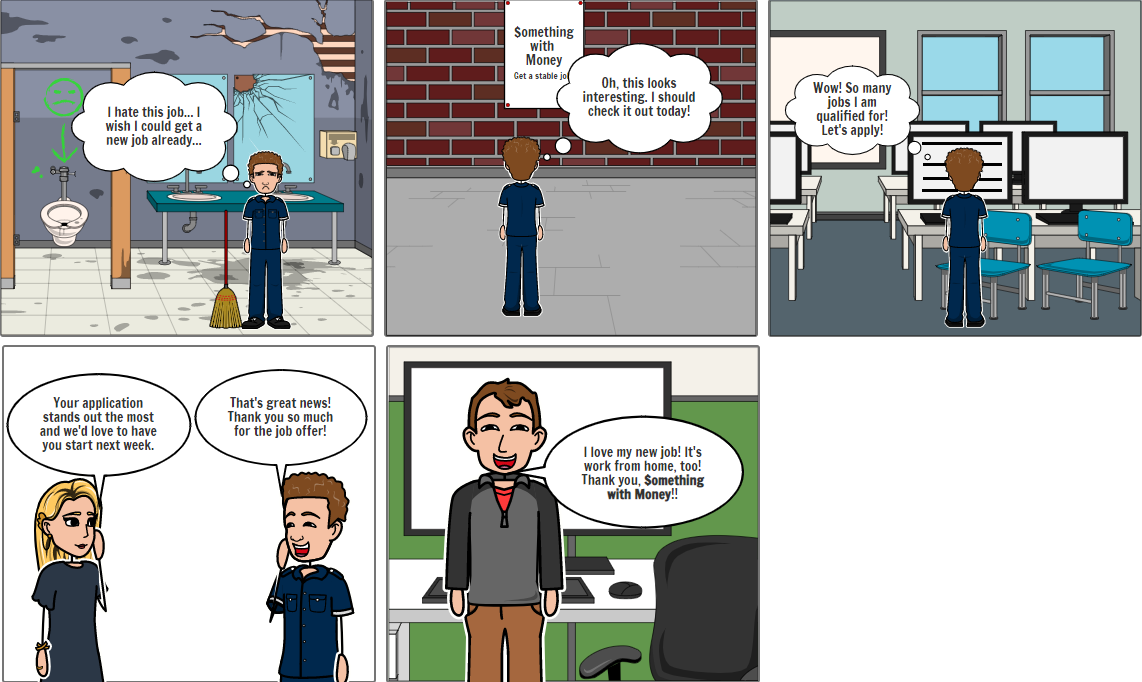 I hate this job... I
wish I could get a
new job already...
$omething
with
Money
Get a stable jo
Oh, this looks
interesting. I should
check it out today!
Wow! So many
jobs I am
qualified for!
Let's apply!
Your application
stands out the most
and we'd love to have
you start next week.
That's great news!
Thank you so much
for the job offer!
I love my new job! It's
work from home, too!
Thank you, $omething
with Money!!